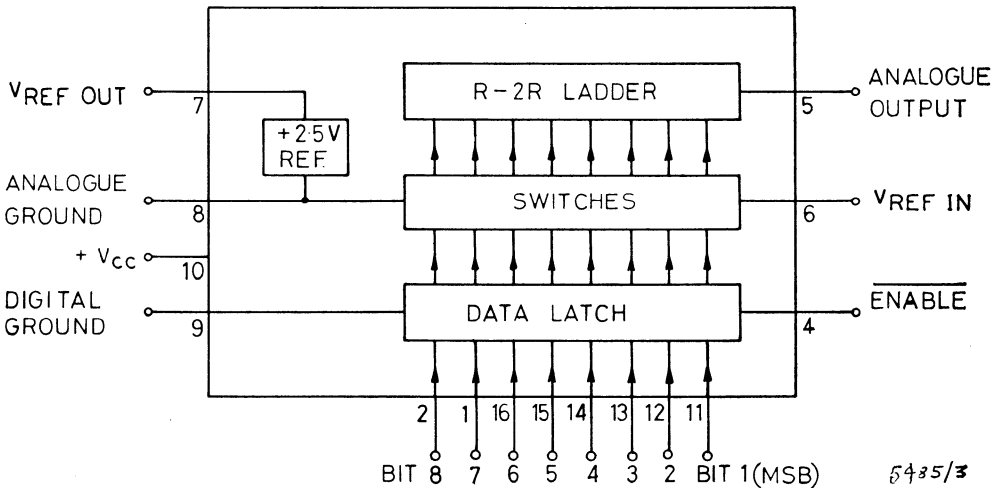 VREF OUT
7
+2.5V
REF.
R-2R LADDER
5
ANALOGUE
OUTPUT
ANALOGUE
GROUND
8
SWITCHES
6
VREF IN
+ VCC
10
DIGITAL
GROUND
9
DATA LATCH
4
ENABLE
2 1 16 15 14 13 12 11
BIT 8 7 6 5 4 3 2 BIT 1 (MSB)
5485/3